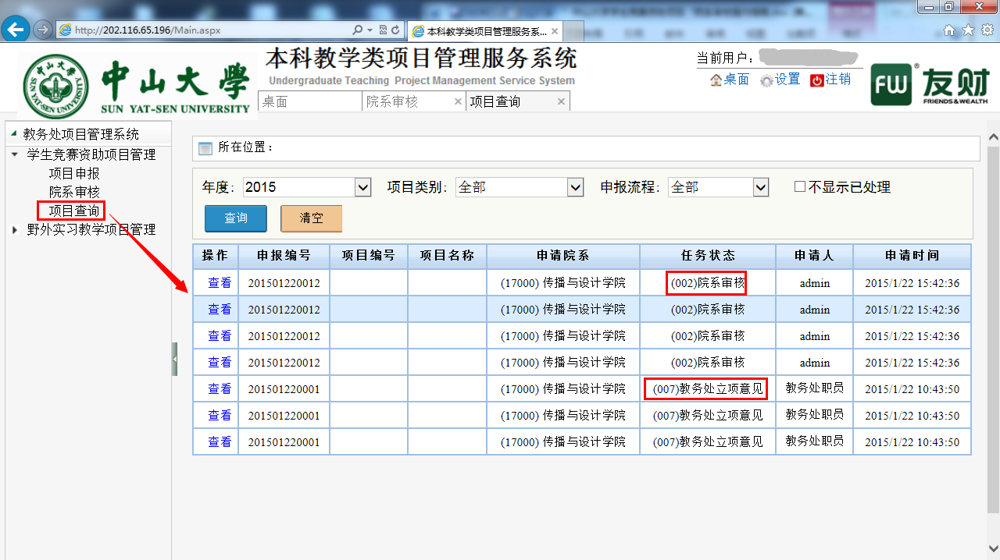 http://202.116.65.196/Main.aspx
本科教学类项目管理服务系...
中山大學
SUN YAT-SEN UNIVERSITY
本科教学类项目管理服务系统
Undergraduate Teaching Project Management Service System
桌面 院系审核 项目查询
当前用户：
桌面 设置 注销
FW 友财
FRIENDS & WEALTH
教务处项目管理系统
学生竞赛资助项目管理
项目申报
院系审核
项目查询
野外实习教学项目管理
所在位置：
年度: 2015 项目类别: 全部 申报流程: 全部 不显示已处理
查询 清空
操作 申报编号 项目编号 项目名称 申请院系 任务状态 申请人 申请时间
查看 201501220012 (17000) 传播与设计学院 (002)院系审核 admin 2015/1/22 15:42:36
查看 201501220012 (17000) 传播与设计学院 (002)院系审核 admin 2015/1/22 15:42:36
查看 201501220012 (17000) 传播与设计学院 (002)院系审核 admin 2015/1/22 15:42:36
查看 201501220012 (17000) 传播与设计学院 (002)院系审核 admin 2015/1/22 15:42:36
查看 201501220001 (17000) 传播与设计学院 (007)教务处立项意见 教务处职员 2015/1/22 10:43:50
查看 201501220001 (17000) 传播与设计学院 (007)教务处立项意见 教务处职员 2015/1/22 10:43:50
查看 201501220001 (17000) 传播与设计学院 (007)教务处立项意见 教务处职员 2015/1/22 10:43:50